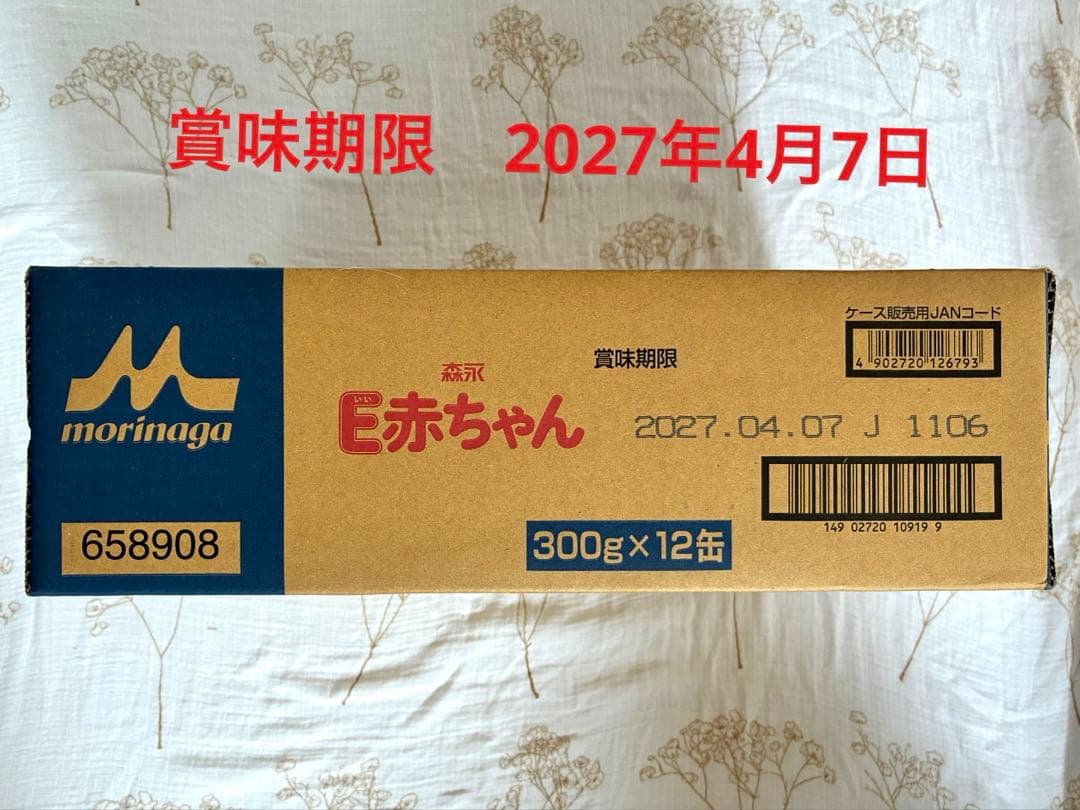 賞味期限　2027年4月7日
ケース販売用JANコード
4 902720 126793
賞味期限
森永
いい
E赤ちゃん
2027.04.07 J 1106
morinaga
149 02720 10919 9
658908
300g×12缶